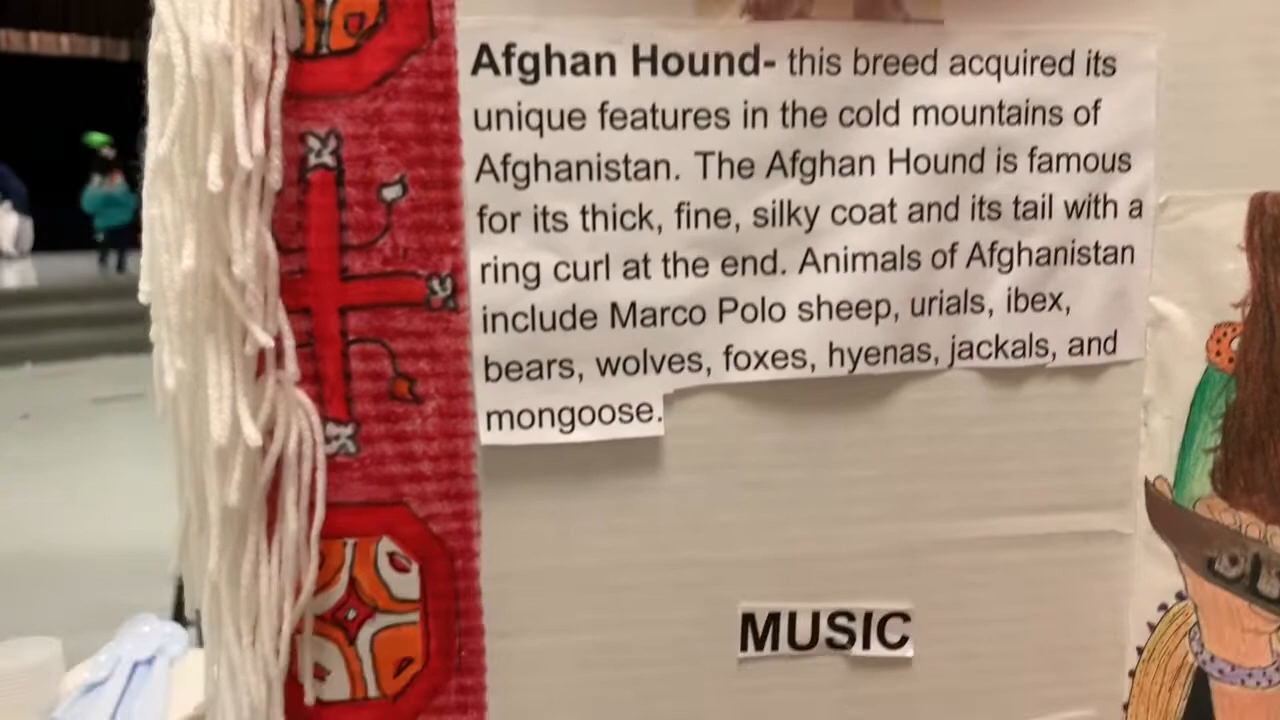 Afghan Hound- this breed acquired its
unique features in the cold mountains of
Afghanistan. The Afghan Hound is famous
for its thick, fine, silky coat and its tail with a
ring curl at the end. Animals of Afghanistan
include Marco Polo sheep, urials, ibex,
bears, wolves, foxes, hyenas, jackals, and
mongoose.
MUSIC